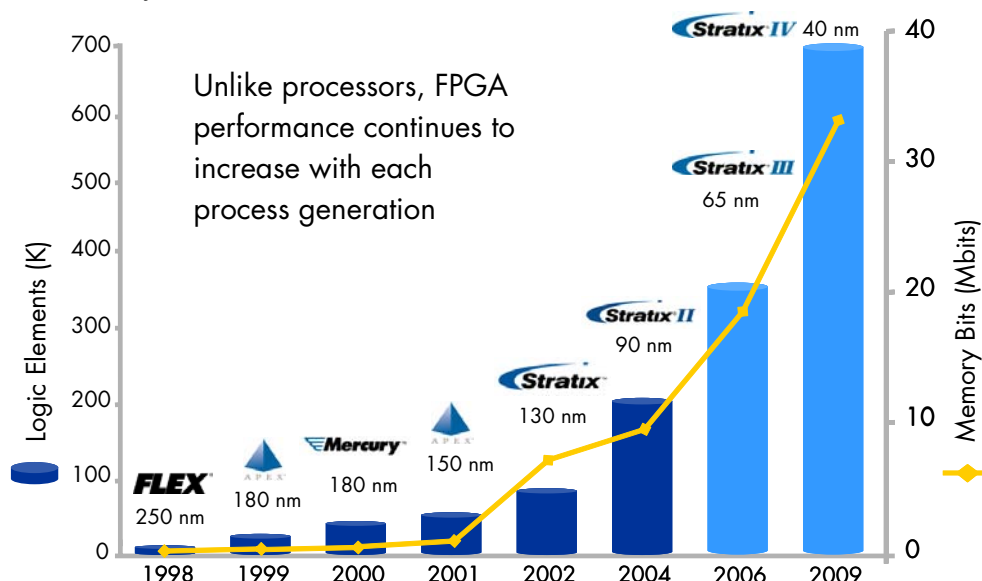 Stratix IV 40 nm
700
40
Unlike processors, FPGA
performance continues to
increase with each
process generation
600
500
400
300
200
100
0
Logic Elements (K)
30
20
10
0
Memory Bits (Mbits)
Stratix III
65 nm
Stratix II
90 nm
Stratix
130 nm
APEX
150 nm
Mercury
180 nm
APEX
180 nm
FLEX
250 nm
1998 1999 2000 2001 2002 2004 2006 2009